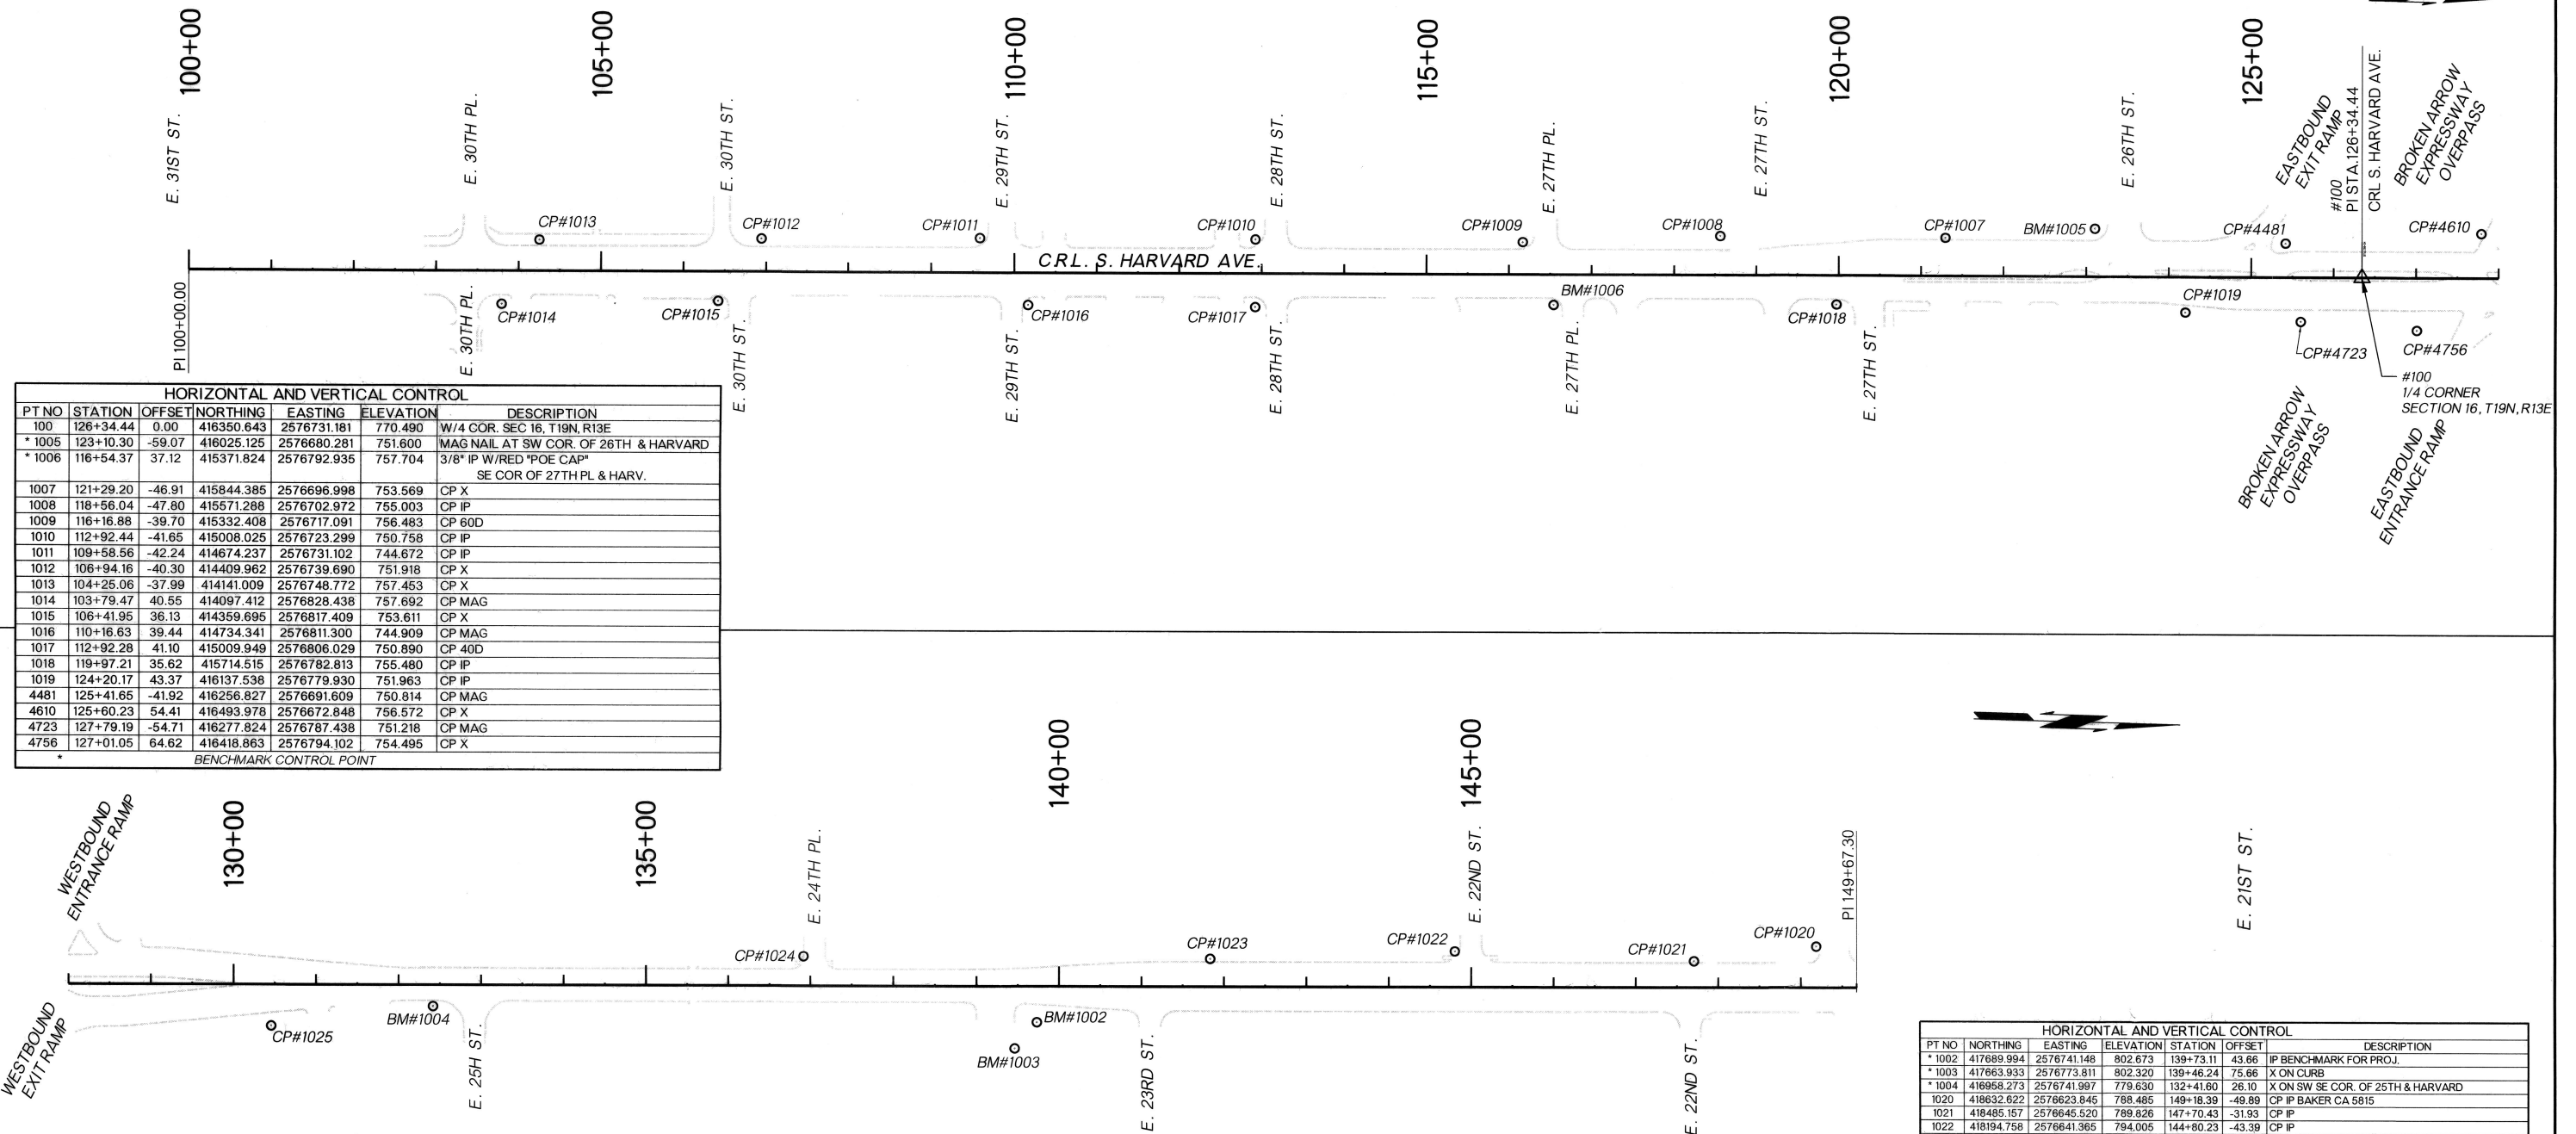 100+00
105+00
110+00
115+00
120+00
125+00
E. 31ST ST.
E. 30TH PL.
E. 30TH ST.
E. 29TH ST.
E. 28TH ST.
E. 27TH PL.
E. 27TH ST.
E. 26TH ST.
EASTBOUND
EXIT RAMP
#100
PI STA.126+34.44
CRL S. HARVARD AVE.
BROKEN ARROW
EXPRESSWAY
OVERPASS
CP#1013
CP#1012
CP#1011
CP#1010
CP#1009
CP#1008
CP#1007
BM#1005
CP#4481
CP#4610
CRL. S. HARVARD AVE.
PI 100+00.00
E. 30TH PL.
CP#1014
CP#1015
E. 30TH ST.
CP#1016
E. 29TH ST.
CP#1017
E. 28TH ST.
BM#1006
E. 27TH PL.
CP#1018
E. 27TH ST.
CP#1019
CP#4723
CP#4756
#100
1/4 CORNER
SECTION 16, T19N, R13E
BROKEN ARROW
EXPRESSWAY
OVERPASS
EASTBOUND
ENTRANCE RAMP
HORIZONTAL AND VERTICAL CONTROL
PT NO STATION OFFSET NORTHING EASTING ELEVATION DESCRIPTION
100 126+34.44 0.00 416350.643 2576731.181 770.490 W/4 COR. SEC 16, T19N, R13E
* 1005 123+10.30 -59.07 416025.125 2576680.281 751.600 MAG NAIL AT SW COR. OF 26TH & HARVARD
* 1006 116+54.37 37.12 415371.824 2576792.935 757.704 3/8" IP W/RED "POE CAP"
SE COR OF 27TH PL & HARV.
1007 121+29.20 -46.91 415844.385 2576696.998 753.569 CP X
1008 118+56.04 -47.80 415571.288 2576702.972 755.003 CP IP
1009 116+16.88 -39.70 415332.408 2576717.091 756.483 CP 60D
1010 112+92.44 -41.65 415008.025 2576723.299 750.758 CP IP
1011 109+58.56 -42.24 414674.237 2576731.102 744.672 CP IP
1012 106+94.16 -40.30 414409.962 2576739.690 751.918 CP X
1013 104+25.06 -37.99 414141.009 2576748.772 757.453 CP X
1014 103+79.47 40.55 414097.412 2576828.438 757.692 CP MAG
1015 106+41.95 36.13 414359.695 2576817.409 753.611 CP X
1016 110+16.63 39.44 414734.341 2576811.300 744.909 CP MAG
1017 112+92.28 41.10 415009.949 2576806.029 750.890 CP 40D
1018 119+97.21 35.62 415714.515 2576782.813 755.480 CP IP
1019 124+20.17 43.37 416137.538 2576779.930 751.963 CP IP
4481 125+41.65 -41.92 416256.827 2576691.609 750.814 CP MAG
4610 125+60.23 54.41 416493.978 2576672.848 756.572 CP X
4723 127+79.19 -54.71 416277.824 2576787.438 751.218 CP MAG
4756 127+01.05 64.62 416418.863 2576794.102 754.495 CP X
* BENCHMARK CONTROL POINT
WESTBOUND
ENTRANCE RAMP
130+00
135+00
140+00
145+00
E. 24TH PL.
E. 22ND ST.
PI 149+67.30
E. 21ST ST.
CP#1024
CP#1023
CP#1022
CP#1021
CP#1020
WESTBOUND
EXIT RAMP
CP#1025
BM#1004
E. 25H ST.
BM#1002
BM#1003
E. 23RD ST.
E. 22ND ST.
HORIZONTAL AND VERTICAL CONTROL
PT NO NORTHING EASTING ELEVATION STATION OFFSET DESCRIPTION
* 1002 417689.994 2576741.148 802.673 139+73.11 43.66 IP BENCHMARK FOR PROJ.
* 1003 417663.933 2576773.811 802.320 139+46.24 75.66 X ON CURB
* 1004 416958.273 2576741.997 779.630 132+41.60 26.10 X ON SW SE COR. OF 25TH & HARVARD
1020 418632.622 2576623.845 788.485 149+18.39 -49.89 CP IP BAKER CA 5815
1021 418485.157 2576645.520 789.826 147+70.43 -31.93 CP IP
1022 418194.758 2576641.365 794.005 144+80.23 -43.39 CP IP